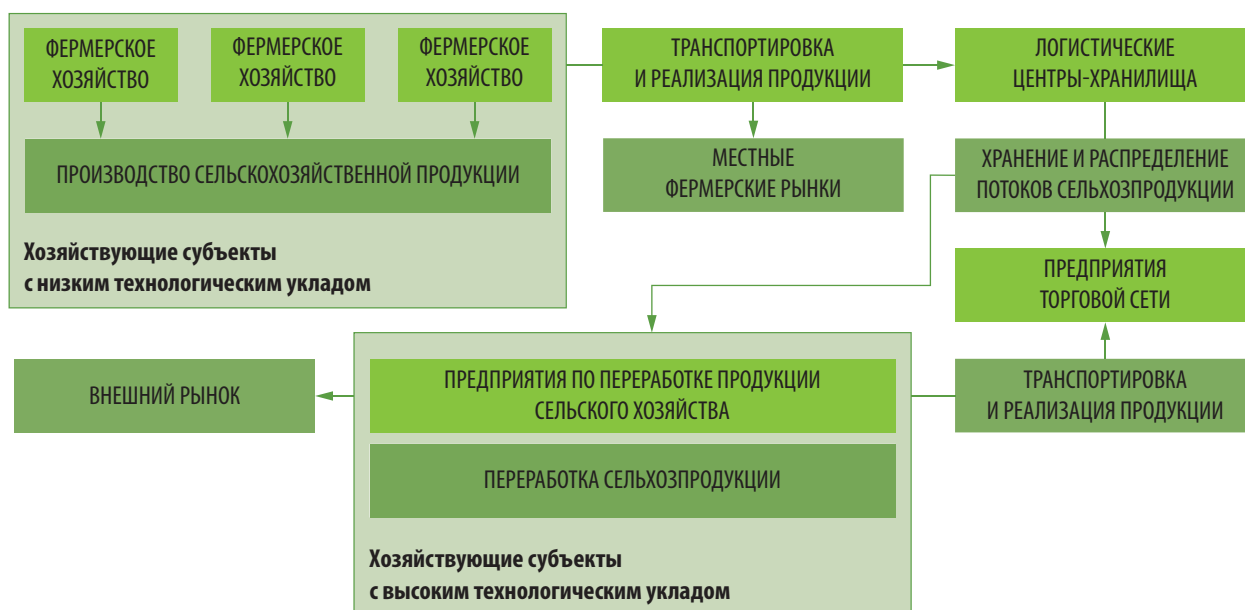 ФЕРМЕРСКОЕ
ХОЗЯЙСТВО
ФЕРМЕРСКОЕ
ХОЗЯЙСТВО
ФЕРМЕРСКОЕ
ХОЗЯЙСТВО
ПРОИЗВОДСТВО СЕЛЬСКОХОЗЯЙСТВЕННОЙ ПРОДУКЦИИ
Хозяйствующие субъекты
с низким технологическим укладом
ТРАНСПОРТИРОВКА
И РЕАЛИЗАЦИЯ ПРОДУКЦИИ
МЕСТНЫЕ
ФЕРМЕРСКИЕ РЫНКИ
ЛОГИСТИЧЕСКИЕ
ЦЕНТРЫ-ХРАНИЛИЩА
ХРАНЕНИЕ И РАСПРЕДЕЛЕНИЕ
ПОТОКОВ СЕЛЬХОЗПРОДУКЦИИ
ПРЕДПРИЯТИЯ
ТОРГОВОЙ СЕТИ
ВНЕШНИЙ РЫНОК
ПРЕДПРИЯТИЯ ПО ПЕРЕРАБОТКЕ ПРОДУКЦИИ
СЕЛЬСКОГО ХОЗЯЙСТВА
ПЕРЕРАБОТКА СЕЛЬХОЗПРОДУКЦИИ
Хозяйствующие субъекты
с высоким технологическим укладом
ТРАНСПОРТИРОВКА
И РЕАЛИЗАЦИЯ ПРОДУКЦИИ